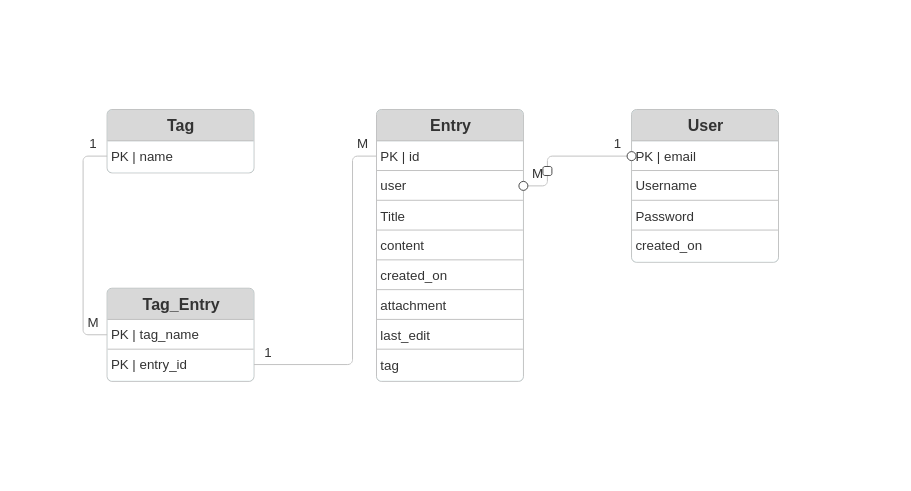 Tag
1
PK | name
Tag_Entry
M
PK | tag_name
PK | entry_id
1
M
Entry
PK | id
user
Title
content
created_on
attachment
last_edit
tag
M
1
User
PK | email
Username
Password
created_on